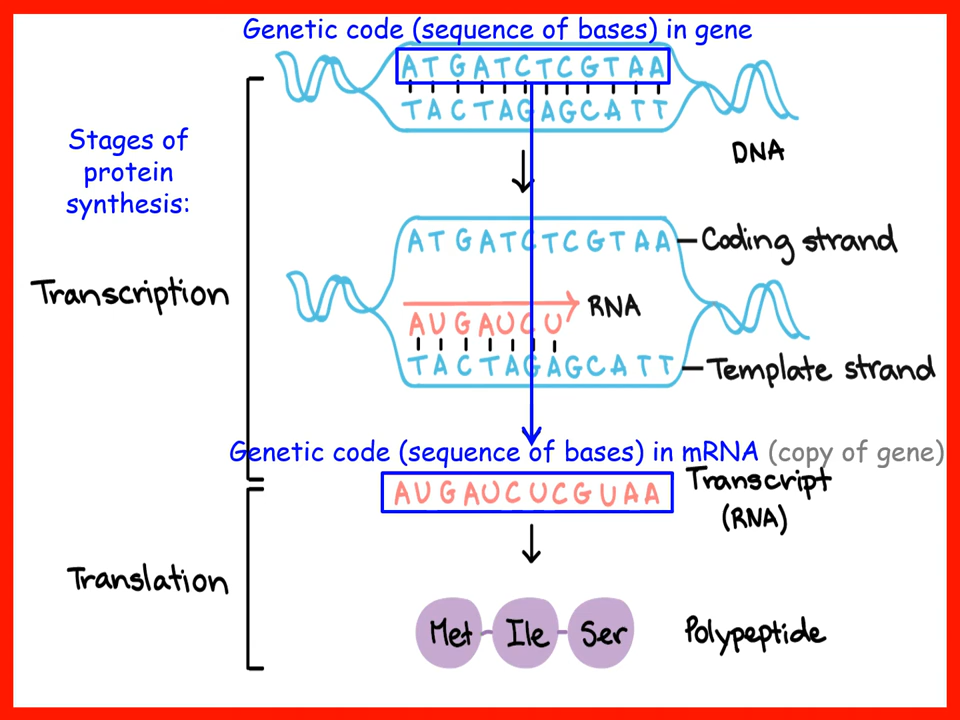 Genetic code (sequence of bases) in gene
ATGATCTCGTAA
TACTAGAGCATT
DNA
Stages of
protein
synthesis:
Transcription
ATGATCTCGTAA
Coding strand
RNA
AUGAUCU
TACTAGAGCATT
Template strand
Genetic code (sequence of bases) in mRNA (copy of gene)
AUGAUCUCGUAA
Transcript
(RNA)
Translation
Met Ile Ser
Polypeptide